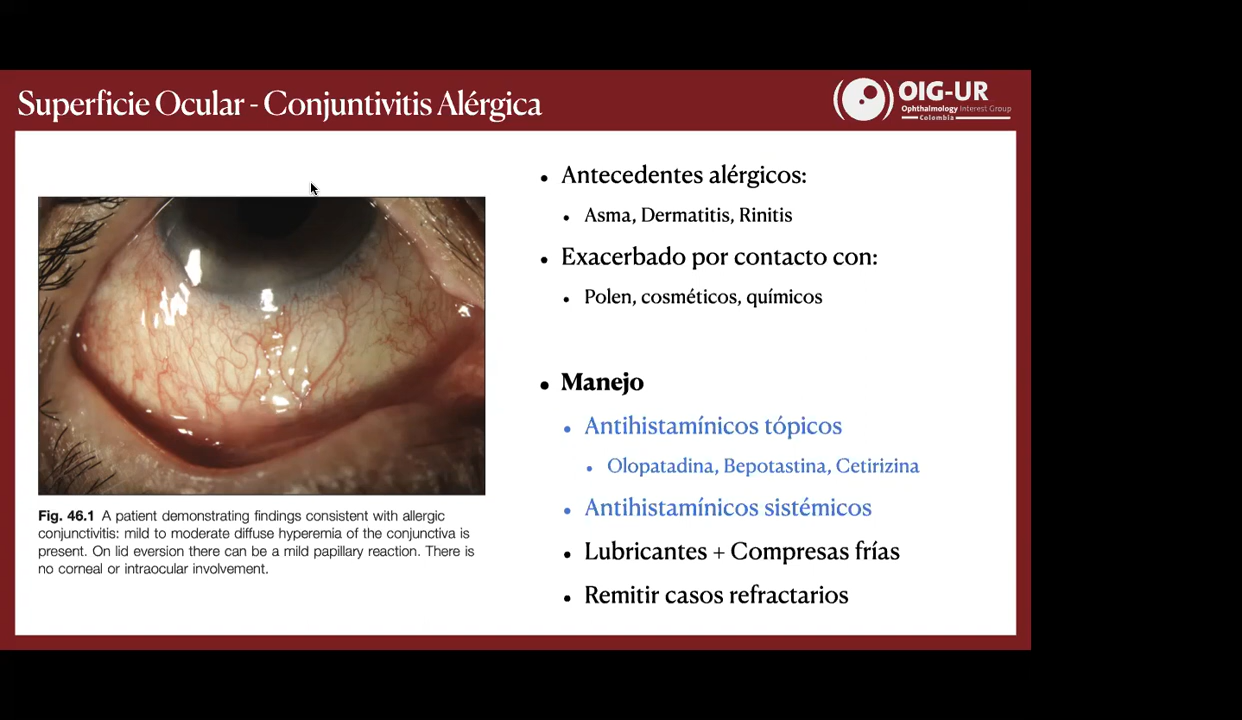 Superficie Ocular - Conjuntivitis Alérgica
OIG-UR
Ophthalmology Interest Group
Colombia
• Antecedentes alérgicos:
• Asma, Dermatitis, Rinitis
• Exacerbado por contacto con:
• Polen, cosméticos, químicos
• Manejo
• Antihistamínicos tópicos
• Olopatadina, Bepotastina, Cetirizina
• Antihistamínicos sistémicos
• Lubricantes + Compresas frías
• Remitir casos refractarios
Fig. 46.1 A patient demonstrating findings consistent with allergic
conjunctivitis: mild to moderate diffuse hyperemia of the conjunctiva is
present. On lid eversion there can be a mild papillary reaction. There is
no corneal or intraocular involvement.